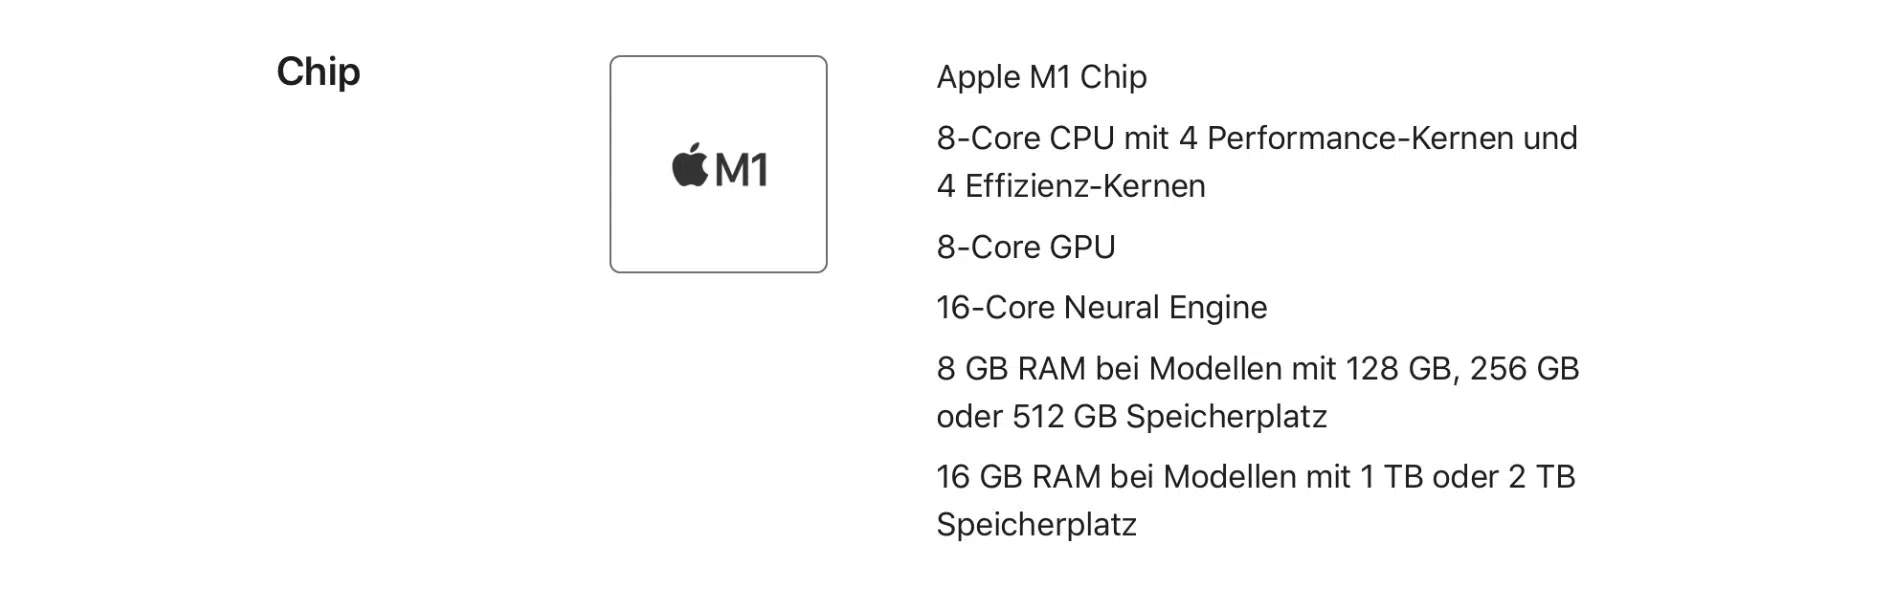 Chip
M1
Apple M1 Chip
8-Core CPU mit 4 Performance-Kernen und
4 Effizienz-Kernen
8-Core GPU
16-Core Neural Engine
8 GB RAM bei Modellen mit 128 GB, 256 GB
oder 512 GB Speicherplatz
16 GB RAM bei Modellen mit 1 TB oder 2 TB
Speicherplatz